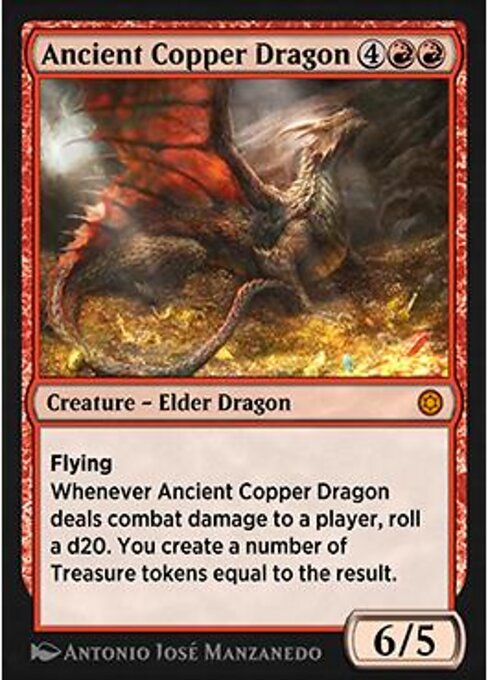 Ancient Copper Dragon 4
Creature – Elder Dragon
Flying
Whenever Ancient Copper Dragon
deals combat damage to a player, roll
a d20. You create a number of
Treasure tokens equal to the result.
6/5
Antonio José Manzanedo